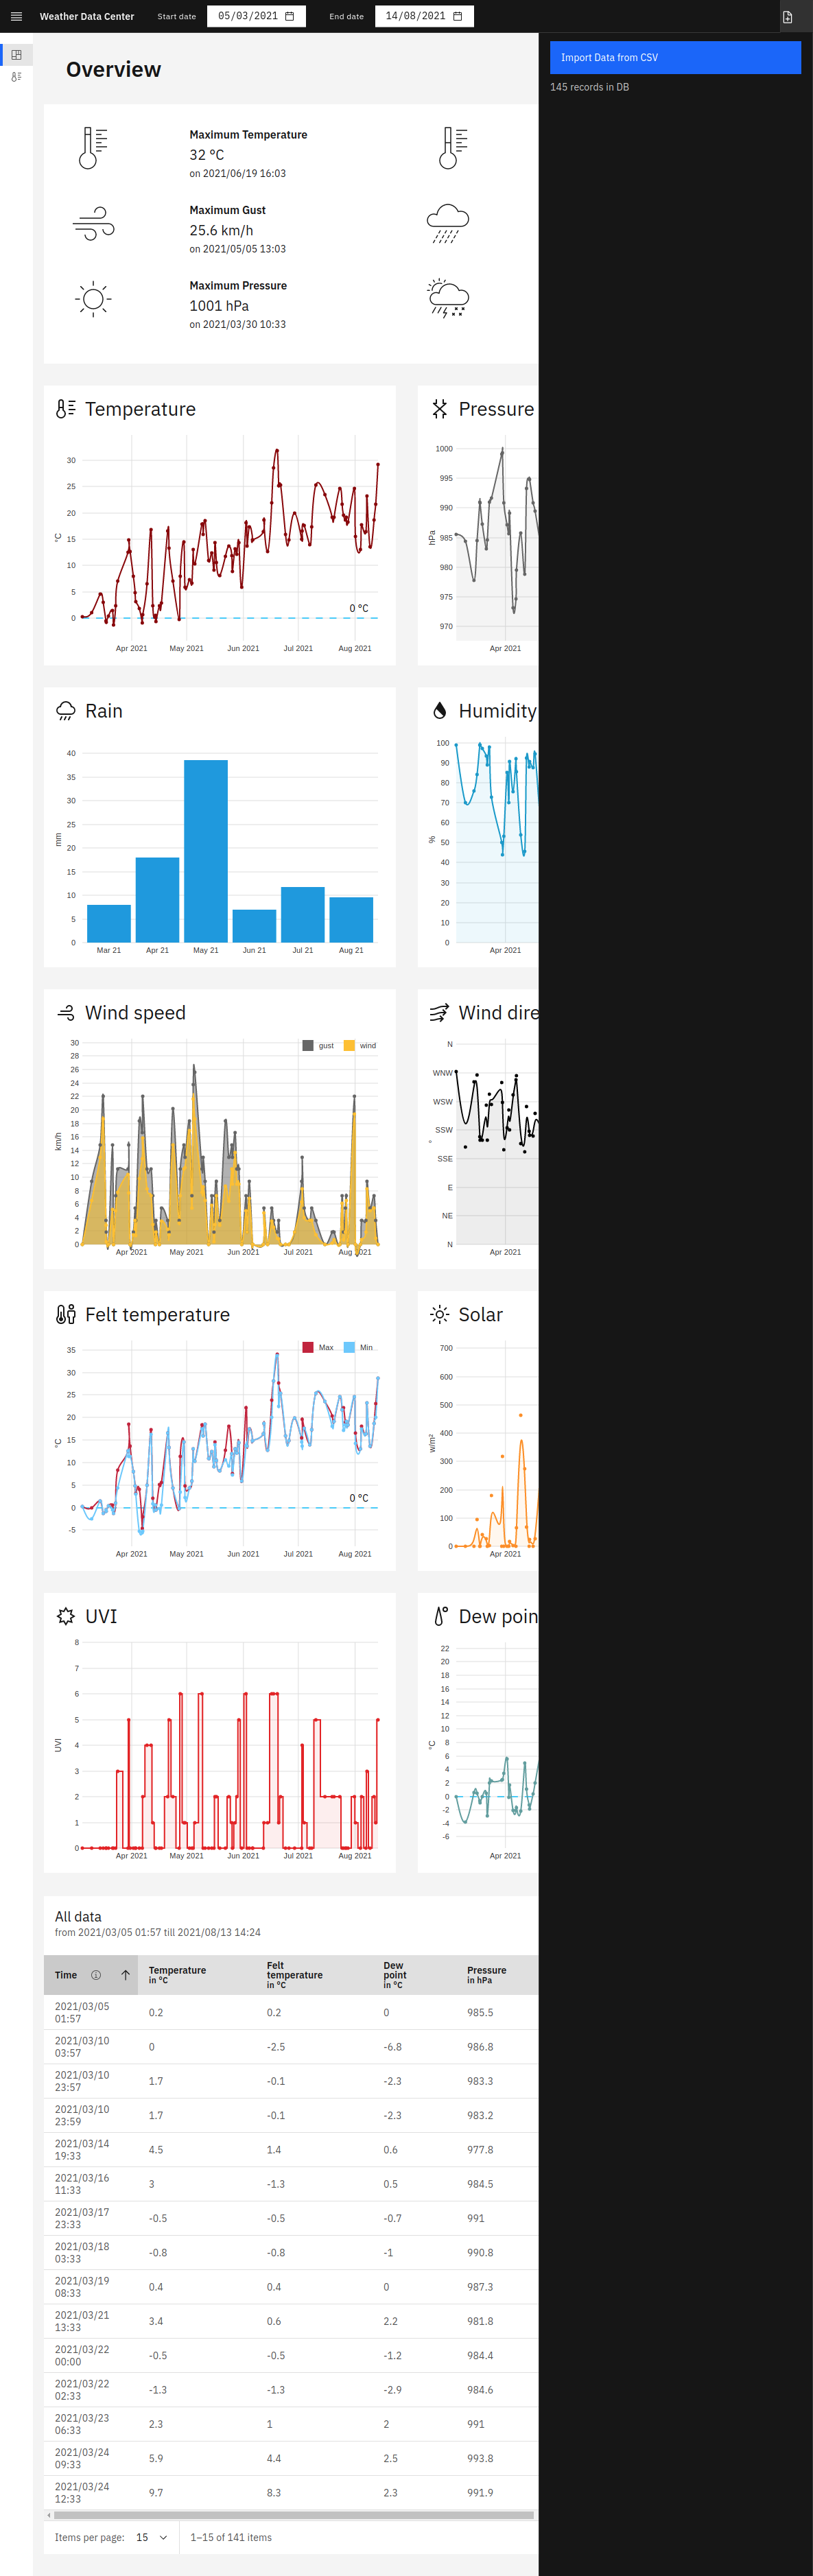 Weather Data Center
Start date
05/03/2021
End date
14/08/2021
Import Data from CSV
145 records in DB
Overview
Maximum Temperature
32 °C
on 2021/06/19 16:03
Maximum Gust
25.6 km/h
on 2021/05/05 13:03
Maximum Pressure
1001 hPa
on 2021/03/30 10:33
Temperature
°C
30
25
20
15
10
5
0
0 °C
Apr 2021 May 2021 Jun 2021 Jul 2021 Aug 2021
Pressure
hPa
1000
995
990
985
980
975
970
Apr 2021
Rain
mm
40
35
30
25
20
15
10
5
0
Mar 21 Apr 21 May 21 Jun 21 Jul 21 Aug 21
Humidity
%
100
90
80
70
60
50
40
30
20
10
0
Apr 2021
Wind speed
gust wind
km/h
30
28
26
24
22
20
18
16
14
12
10
8
6
4
2
0
Apr 2021 May 2021 Jun 2021 Jul 2021 Aug 2021
Wind dire
°
N
WNW
WSW
SSW
SSE
E
NE
N
Apr 2021
Felt temperature
Max Min
°C
35
30
25
20
15
10
5
0
-5
0 °C
Apr 2021 May 2021 Jun 2021 Jul 2021 Aug 2021
Solar
w/m²
700
600
500
400
300
200
100
0
Apr 2021
UVI
UVI
8
7
6
5
4
3
2
1
0
Apr 2021 May 2021 Jun 2021 Jul 2021 Aug 2021
Dew poin
°C
22
20
18
16
14
12
10
8
6
4
2
0
-2
-4
-6
Apr 2021
All data
from 2021/03/05 01:57 till 2021/08/13 14:24
Time Temperature in °C Felt temperature in °C Dew point in °C Pressure in hPa
2021/03/05 01:57 0.2 0.2 0 985.5
2021/03/10 03:57 0 -2.5 -6.8 986.8
2021/03/10 23:57 1.7 -0.1 -2.3 983.3
2021/03/10 23:59 1.7 -0.1 -2.3 983.2
2021/03/14 19:33 4.5 1.4 0.6 977.8
2021/03/16 11:33 3 -1.3 0.5 984.5
2021/03/17 23:33 -0.5 -0.5 -0.7 991
2021/03/18 03:33 -0.8 -0.8 -1 990.8
2021/03/19 08:33 0.4 0.4 0 987.3
2021/03/21 13:33 3.4 0.6 2.2 981.8
2021/03/22 00:00 -0.5 -0.5 -1.2 984.4
2021/03/22 02:33 -1.3 -1.3 -2.9 984.6
2021/03/23 06:33 2.3 1 2 991
2021/03/24 09:33 5.9 4.4 2.5 993.8
2021/03/24 12:33 9.7 8.3 2.3 991.9
Items per page: 15 1–15 of 141 items